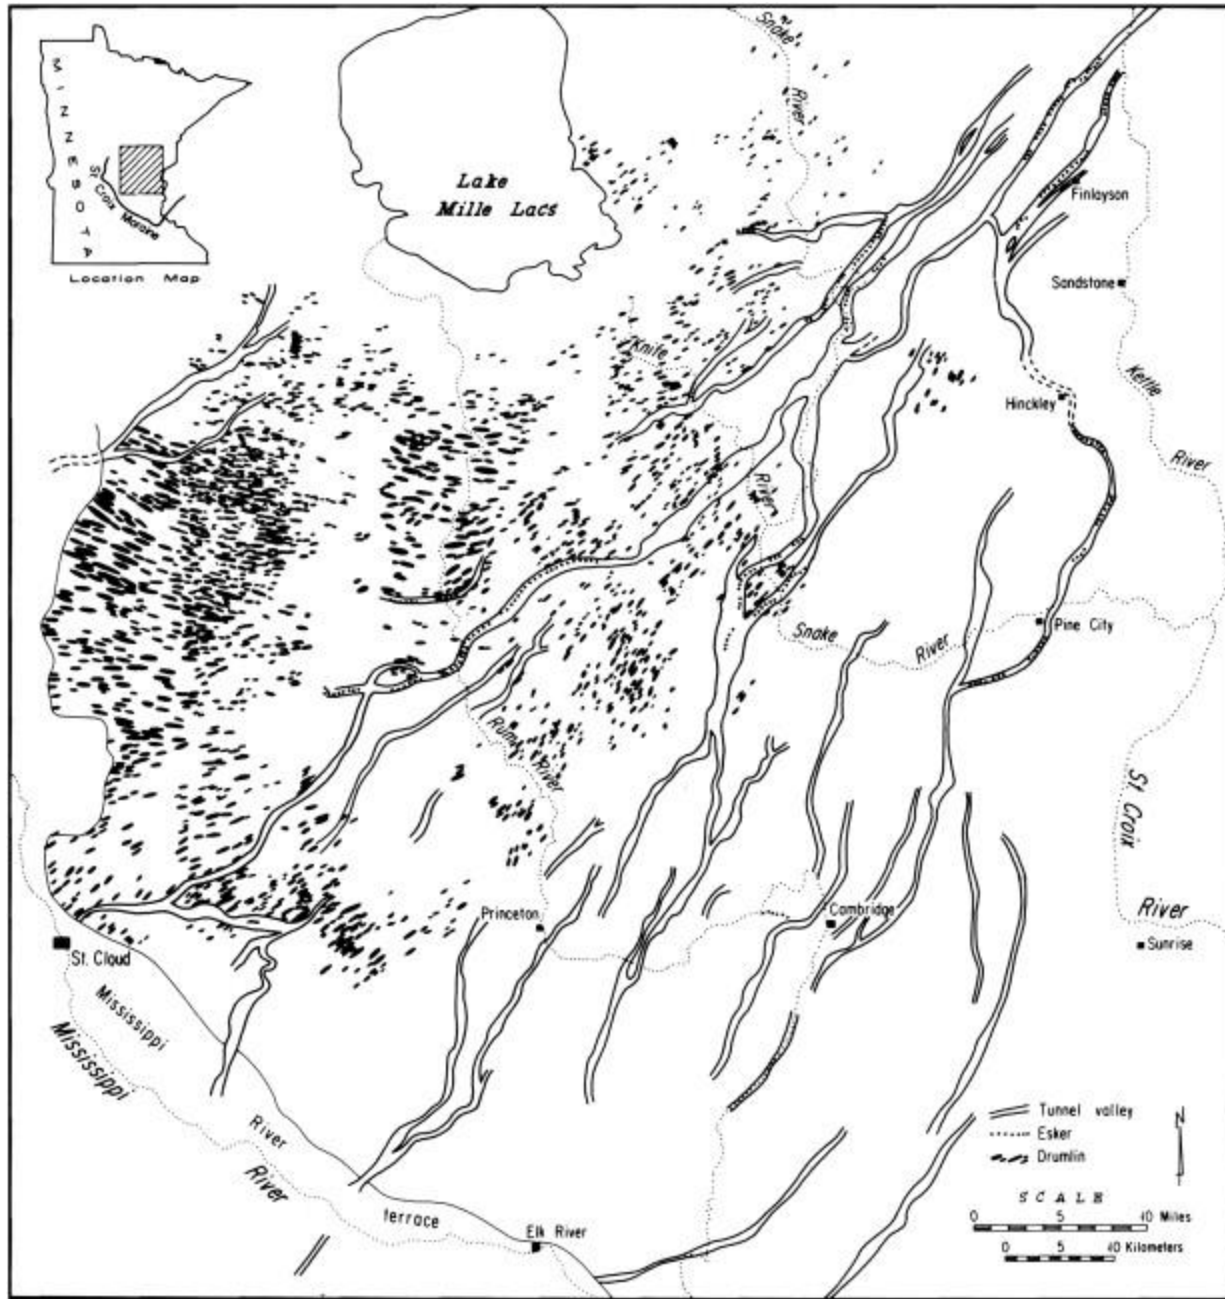 MINNESOTA
St. Croix Moraine
Location Map
Snake
River
Lake
Mille Lacs
Finlayson
Sandstone
Knife
Kettle
Hinckley
River
River
Snake
River
Pine City
Rum
River
St. Croix
River
Princeton
Cambridge
Sunrise
St. Cloud
Mississippi
Mississippi
River
River
terrace
Elk River
Tunnel valley
Esker
Drumlin
N
SCALE
0 5 10 Miles
0 5 10 Kilometers